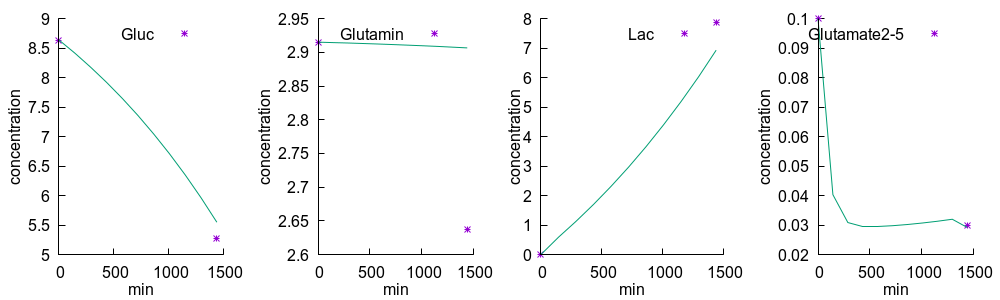 Gluc
9
8.5
8
7.5
7
6.5
6
5.5
5
concentration
0 500 1000 1500
min
Glutamin
2.95
2.9
2.85
2.8
2.75
2.7
2.65
2.6
concentration
0 500 1000 1500
min
Lac
8
7
6
5
4
3
2
1
0
concentration
0 500 1000 1500
min
Glutamate2-5
0.1
0.09
0.08
0.07
0.06
0.05
0.04
0.03
0.02
concentration
0 500 1000 1500
min